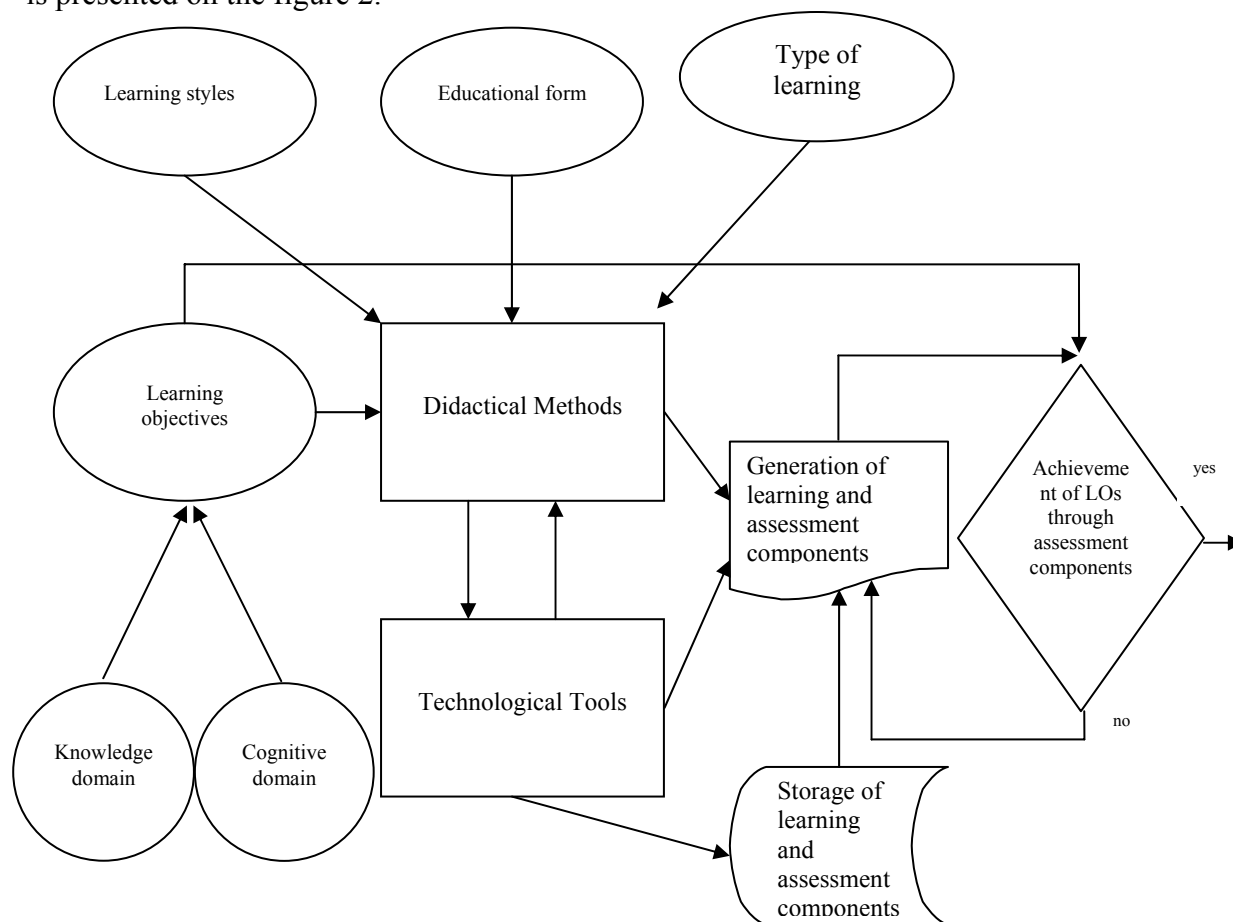 is presented on the figure 2.
Learning styles
Educational form
Type of
learning
Learning
objectives
Didactical Methods
Generation of
learning and
assessment
components
Achieveme
nt of LOs
through
assessment
components
yes
no
Technological Tools
Knowledge
domain
Cognitive
domain
Storage of
learning
and
assessment
components